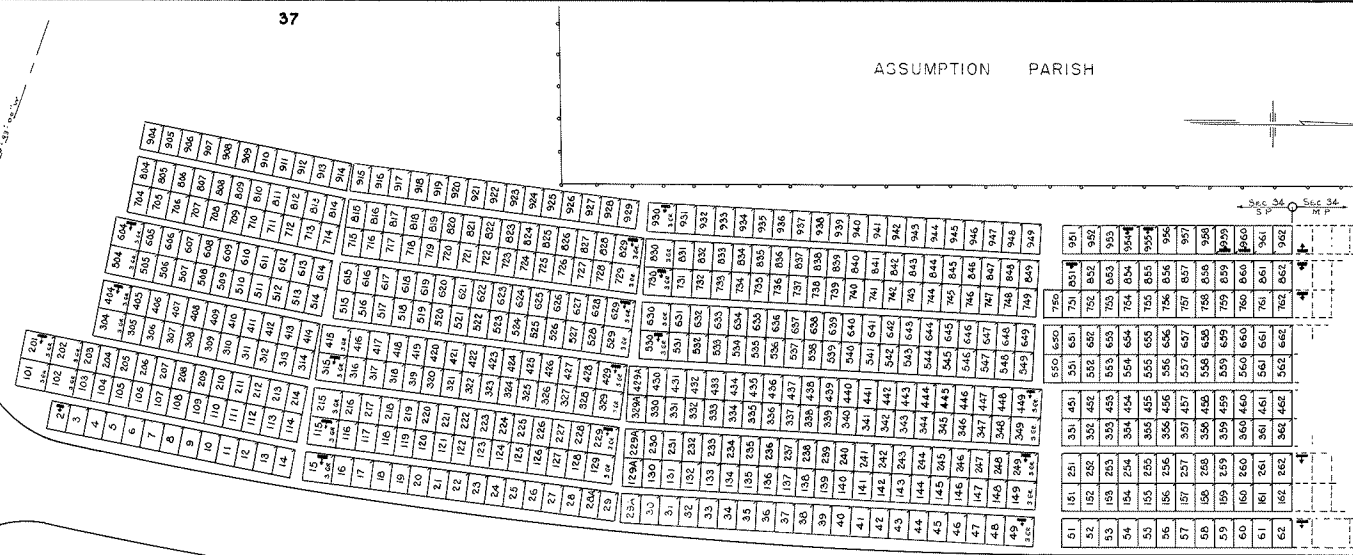 37
ASSUMPTION PARISH
Sec 34 Sec 34
S P M P
904 905 906 907 908 909 910 911 912 913 914
915 916 917 918 919 920 921 922 923 924 925 926 927 928 929
930 931 932 933 934 935 936 937 938 939 940 941 942 943 944 945 946 947 948 949
951 952 953 954 955 956 957 958 959 960 961 962
804 805 806 807 808 809 810 811 812 813 814
815 816 817 818 819 820 821 822 823 824 825 826 827 828 829
830 831 832 833 834 835 836 837 838 839 840 841 842 843 844 845 846 847 848 849
851 852 853 854 855 856 857 858 859 860 861 862
704 705 706 707 708 709 710 711 712 713 714
715 716 717 718 719 720 721 722 723 724 725 726 727 728 729
730 731 732 733 734 735 736 737 738 739 740 741 742 743 744 745 746 747 748 749
750 751 752 753 754 755 756 757 758 759 760 761 762
604 605 606 607 608 609 610 611 612 613 614
615 616 617 618 619 620 621 622 623 624 625 626 627 628 629
630 631 632 633 634 635 636 637 638 639 640 641 642 643 644 645 646 647 648 649
650 651 652 653 654 655 656 657 658 659 660 661 662
504 505 506 507 508 509 510 511 512 513 514
515 516 517 518 519 520 521 522 523 524 525 526 527 528 529
530 531 532 533 534 535 536 537 538 539 540 541 542 543 544 545 546 547 548 549
550 551 552 553 554 555 556 557 558 559 560 561 562
404 405 406 407 408 409 410 411 412 413 414
415 416 417 418 419 420 421 422 423 424 425 426 427 428 429
429A 430 431 432 433 434 435 436 437 438 439 440 441 442 443 444 445 446 447 448 449
451 452 453 454 455 456 457 458 459 460 461 462
304 305 306 307 308 309 310 311 312 313 314
315 316 317 318 319 320 321 322 323 324 325 326 327 328 329
329A 330 331 332 333 334 335 336 337 338 339 340 341 342 343 344 345 346 347 348 349
351 352 353 354 355 356 357 358 359 360 361 362
201 202 203 204 205 206 207 208 209 210 211 212 213 214
215 216 217 218 219 220 221 222 223 224 225 226 227 228 229
229A 230 231 232 233 234 235 236 237 238 239 240 241 242 243 244 245 246 247 248 249
251 252 253 254 255 256 257 258 259 260 261 262
101 102 103 104 105 106 107 108 109 110 111 112 113 114
115 116 117 118 119 120 121 122 123 124 125 126 127 128 129
129A 130 131 132 133 134 135 136 137 138 139 140 141 142 143 144 145 146 147 148 149
151 152 153 154 155 156 157 158 159 160 161 162
2 3 4 5 6 7 8 9 10 11 12 13 14
15 16 17 18 19 20 21 22 23 24 25 26 27 28 28A 29
29A 30 31 32 33 34 35 36 37 38 39 40 41 42 43 44 45 46 47 48 49
51 52 53 54 55 56 57 58 59 60 61 62